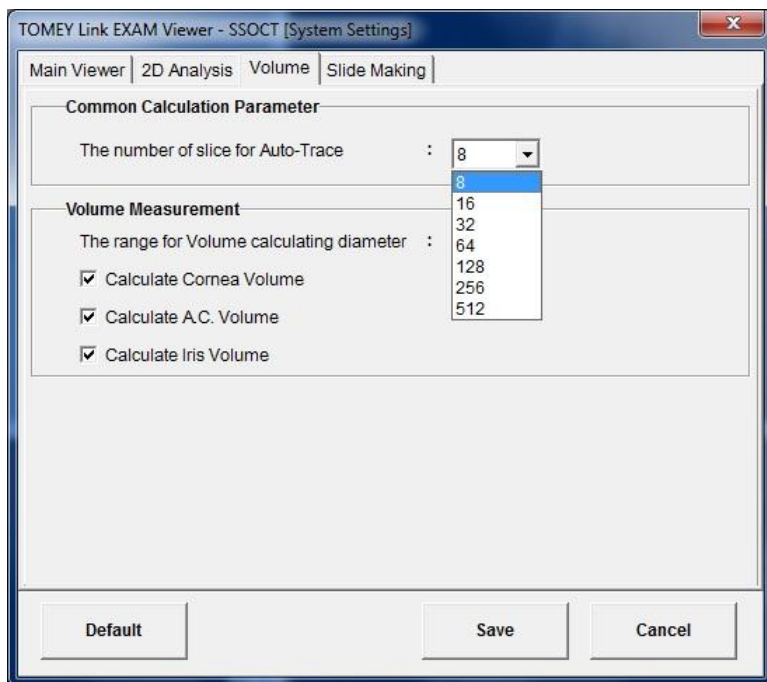 TOMEY Link EXAM Viewer - SSOCT [System Settings]
Main Viewer 2D Analysis Volume Slide Making
Common Calculation Parameter
The number of slice for Auto-Trace : 8
8
16
32
64
128
256
512
Volume Measurement
The range for Volume calculating diameter :
Calculate Cornea Volume
Calculate A.C. Volume
Calculate Iris Volume
Default Save Cancel